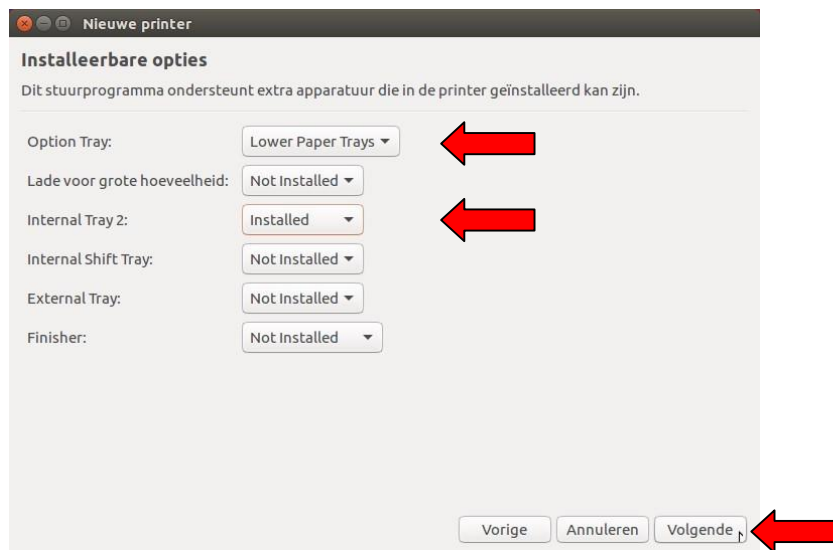 Nieuwe printer
Installeerbare opties
Dit stuurprogramma ondersteunt extra apparatuur die in de printer geïnstalleerd kan zijn.
Option Tray: Lower Paper Trays
Lade voor grote hoeveelheid: Not Installed
Internal Tray 2: Installed
Internal Shift Tray: Not Installed
External Tray: Not Installed
Finisher: Not Installed
Vorige Annuleren Volgende